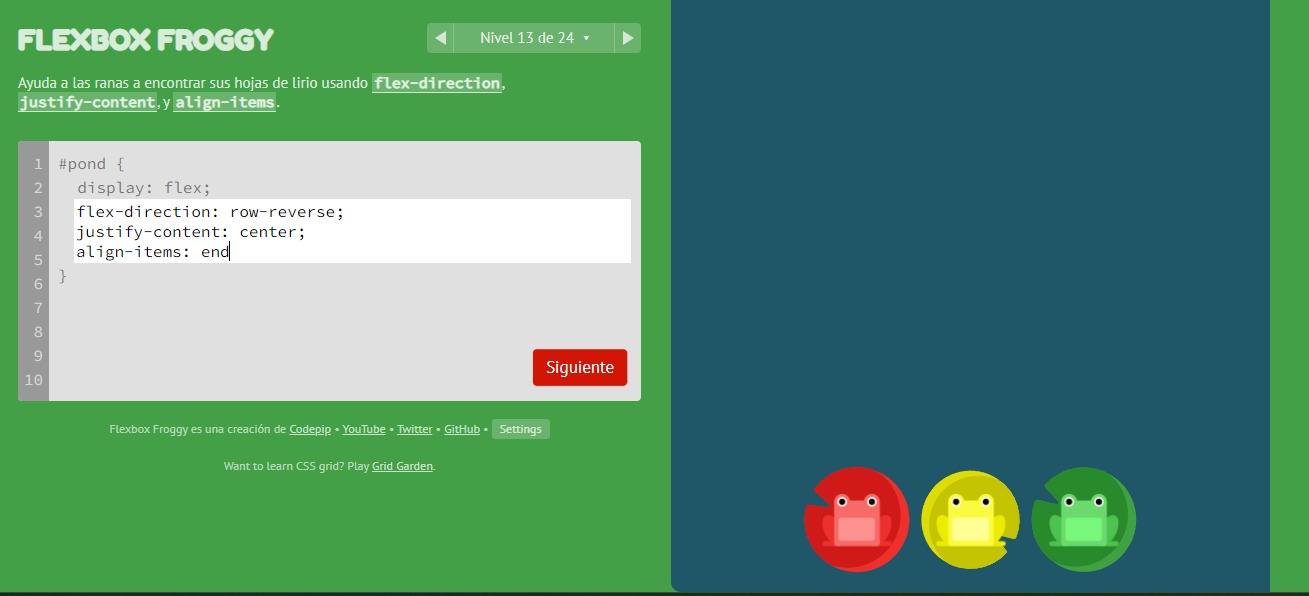 FLEXBOX FROGGY
◀ Nivel 13 de 24 ▾ ▶
Ayuda a las ranas a encontrar sus hojas de lirio usando flex-direction,
justify-content, y align-items.
1 #pond {
2 display: flex;
3 flex-direction: row-reverse;
4 justify-content: center;
5 align-items: end
6 }
7
8
9
10
Siguiente
Flexbox Froggy es una creación de Codepip • YouTube • Twitter • GitHub • Settings
Want to learn CSS grid? Play Grid Garden.